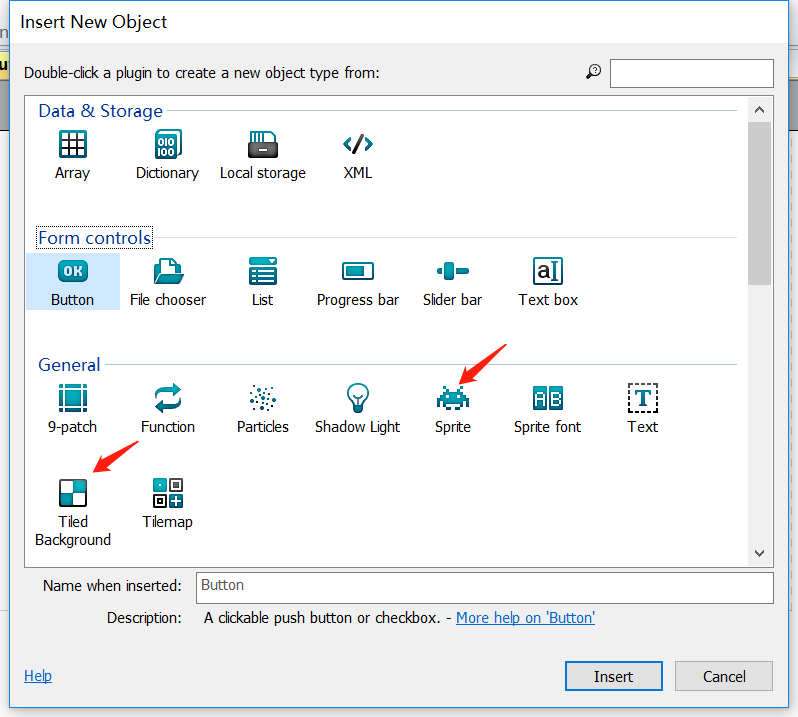 Insert New Object
Double-click a plugin to create a new object type from:
Data & Storage
Array
Dictionary
Local storage
XML
Form controls
OK
Button
File chooser
List
Progress bar
Slider bar
aI
Text box
General
9-patch
Function
Particles
Shadow Light
Sprite
AB
Sprite font
T
Text
Tiled
Background
Tilemap
Name when inserted:
Button
Description:
A clickable push button or checkbox. - More help on 'Button'
Help
Insert
Cancel